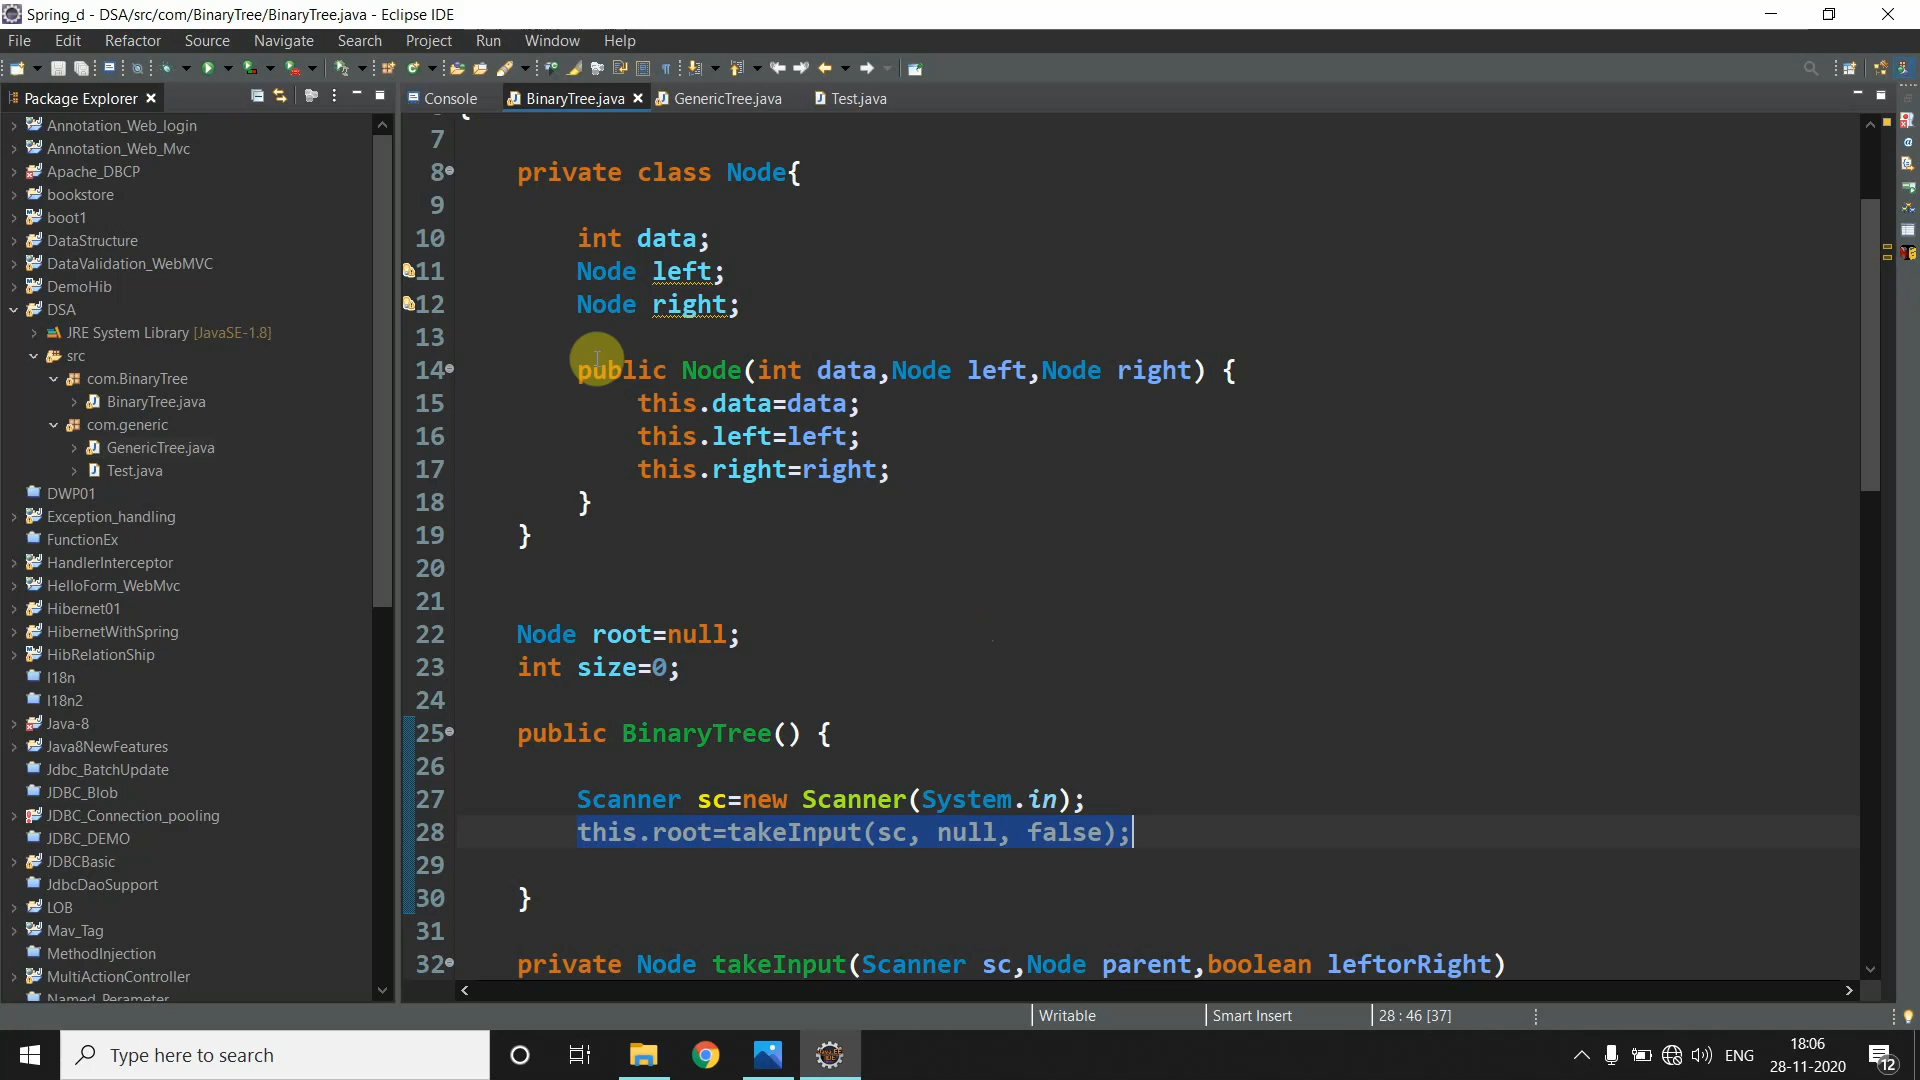 Spring_d - DSA/src/com/BinaryTree/BinaryTree.java - Eclipse IDE
File Edit Refactor Source Navigate Search Project Run Window Help
Package Explorer
Console BinaryTree.java GenericTree.java Test.java
Annotation_Web_login
Annotation_Web_Mvc
Apache_DBCP
bookstore
boot1
DataStructure
DataValidation_WebMVC
DemoHib
DSA
JRE System Library [JavaSE-1.8]
src
com.BinaryTree
BinaryTree.java
com.generic
GenericTree.java
Test.java
DWP01
Exception_handling
FunctionEx
HandlerInterceptor
HelloForm_WebMvc
Hibernet01
HibernetWithSpring
HibRelationShip
I18n
I18n2
Java-8
Java8NewFeatures
Jdbc_BatchUpdate
JDBC_Blob
JDBC_Connection_pooling
JDBC_DEMO
JDBCBasic
JdbcDaoSupport
LOB
Mav_Tag
MethodInjection
MultiActionController
Named_Perameter
7
8 private class Node{
9
10 int data;
11 Node left;
12 Node right;
13
14 public Node(int data,Node left,Node right) {
15 this.data=data;
16 this.left=left;
17 this.right=right;
18 }
19 }
20
21
22 Node root=null;
23 int size=0;
24
25 public BinaryTree() {
26
27 Scanner sc=new Scanner(System.in);
28 this.root=takeInput(sc, null, false);
29
30 }
31
32 private Node takeInput(Scanner sc,Node parent,boolean leftorRight)
Writable Smart Insert 28 : 46 [37]
Type here to search
ENG
18:06
28-11-2020
12